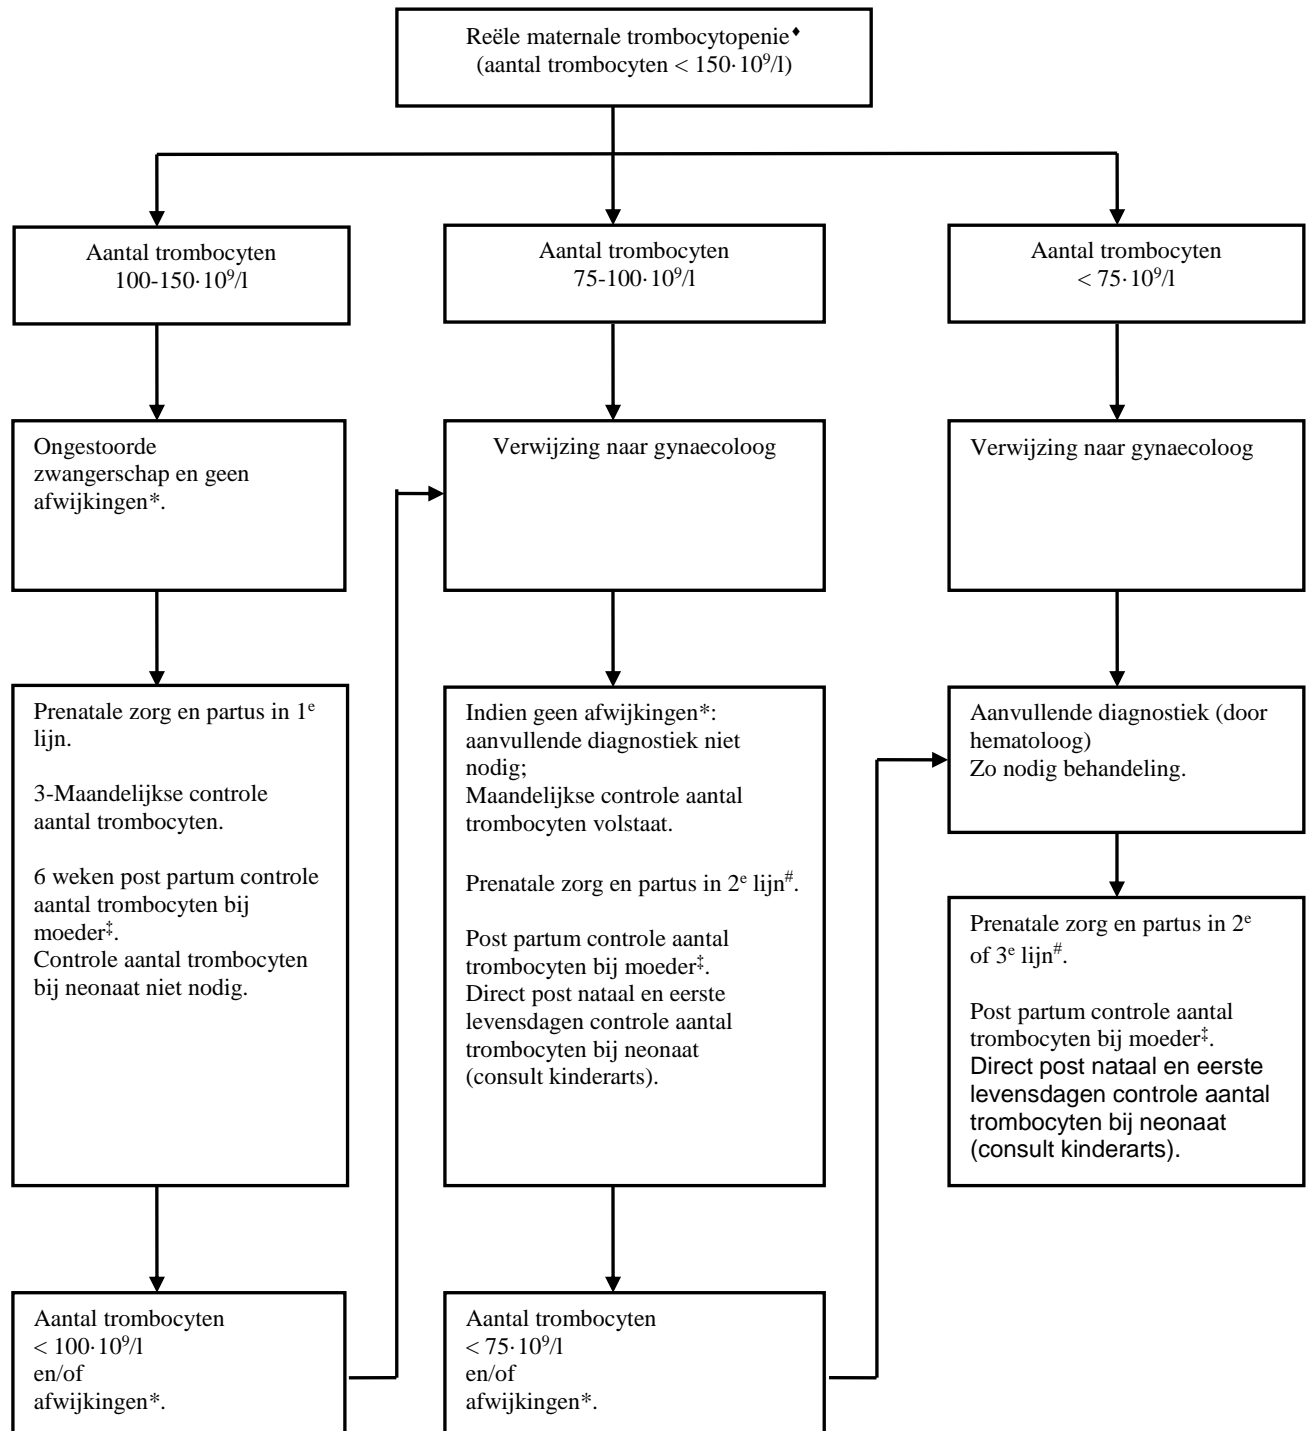 Reële maternale trombocytopenie♦
(aantal trombocyten < 150·10⁹/l)
Aantal trombocyten
100-150·10⁹/l
Aantal trombocyten
75-100·10⁹/l
Aantal trombocyten
< 75·10⁹/l
Ongestoorde
zwangerschap en geen
afwijkingen*.
Verwijzing naar gynaecoloog
Verwijzing naar gynaecoloog
Prenatale zorg en partus in 1ᵉ
lijn.
3-Maandelijkse controle
aantal trombocyten.
6 weken post partum controle
aantal trombocyten bij
moeder‡.
Controle aantal trombocyten
bij neonaat niet nodig.
Indien geen afwijkingen*:
aanvullende diagnostiek niet
nodig;
Maandelijkse controle aantal
trombocyten volstaat.
Prenatale zorg en partus in 2ᵉ lijn#.
Post partum controle aantal
trombocyten bij moeder‡.
Direct post nataal en eerste
levensdagen controle aantal
trombocyten bij neonaat
(consult kinderarts).
Aanvullende diagnostiek (door
hematoloog)
Zo nodig behandeling.
Prenatale zorg en partus in 2ᵉ
of 3ᵉ lijn#.
Post partum controle aantal
trombocyten bij moeder‡.
Direct post nataal en eerste
levensdagen controle aantal
trombocyten bij neonaat
(consult kinderarts).
Aantal trombocyten
< 100·10⁹/l
en/of
afwijkingen*.
Aantal trombocyten
< 75·10⁹/l
en/of
afwijkingen*.